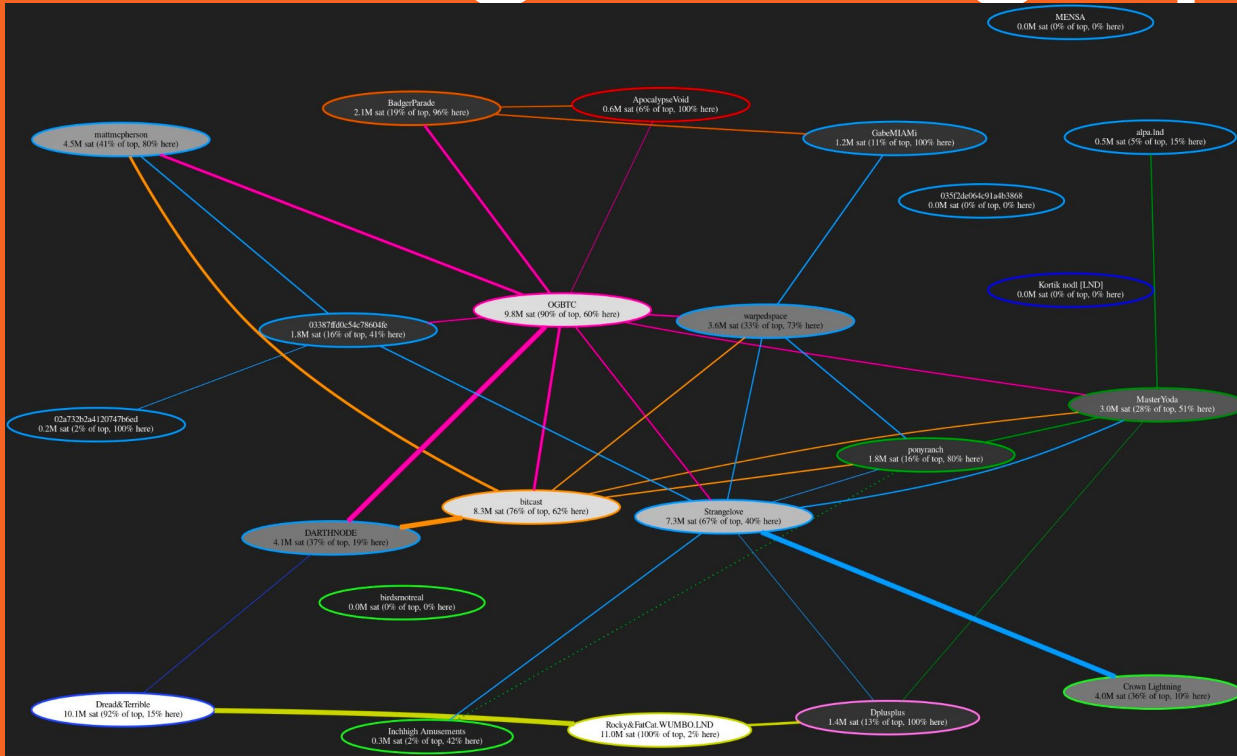 MENSA
0.0M sat (0% of top, 0% here)
BadgerParade
2.1M sat (19% of top, 96% here)
ApocalypseVoid
0.6M sat (6% of top, 100% here)
mattmcpherson
4.5M sat (41% of top, 80% here)
GabeMIAMi
1.2M sat (11% of top, 100% here)
alpa.lnd
0.5M sat (5% of top, 15% here)
035f2de064c91a4b3868
0.0M sat (0% of top, 0% here)
Kortik nodl [LND]
0.0M sat (0% of top, 0% here)
OGBTC
9.8M sat (90% of top, 60% here)
warpedspace
3.6M sat (33% of top, 73% here)
03387ffd0c54c78604fe
1.8M sat (16% of top, 41% here)
MasterYoda
3.0M sat (28% of top, 51% here)
02a732b2a4120747b6ed
0.2M sat (2% of top, 100% here)
ponyranch
1.8M sat (16% of top, 80% here)
bitcast
8.3M sat (76% of top, 62% here)
Strangelove
7.3M sat (67% of top, 40% here)
DARTHNODE
4.1M sat (37% of top, 19% here)
birdsrnotreal
0.0M sat (0% of top, 0% here)
Crown Lightning
4.0M sat (36% of top, 10% here)
Dread&Terrible
10.1M sat (92% of top, 15% here)
Inchhigh Amusements
0.3M sat (2% of top, 42% here)
Rocky&FatCat.WUMBO.LND
11.0M sat (100% of top, 2% here)
Dplusplus
1.4M sat (13% of top, 100% here)